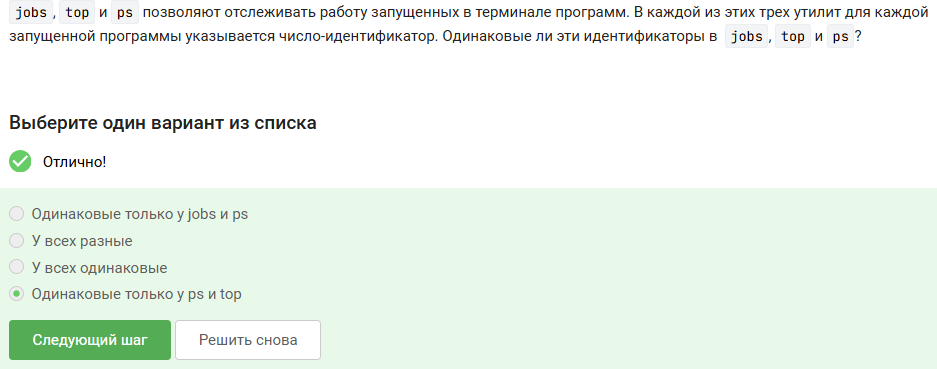 jobs, top и ps позволяют отслеживать работу запущенных в терминале программ. В каждой из этих трех утилит для каждой
запущенной программы указывается число-идентификатор. Одинаковые ли эти идентификаторы в jobs, top и ps?
Выберите один вариант из списка
Отлично!
Одинаковые только у jobs и ps
У всех разные
У всех одинаковые
Одинаковые только у ps и top
Следующий шаг Решить снова